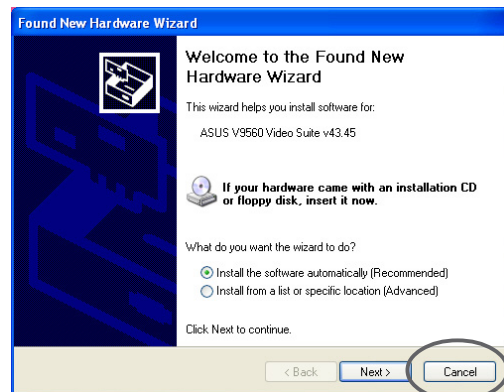 Found New Hardware Wizard
Welcome to the Found New
Hardware Wizard
This wizard helps you install software for:
ASUS V9560 Video Suite v43.45
If your hardware came with an installation CD
or floppy disk, insert it now.
What do you want the wizard to do?
Install the software automatically (Recommended)
Install from a list or specific location (Advanced)
Click Next to continue.
< Back Next > Cancel